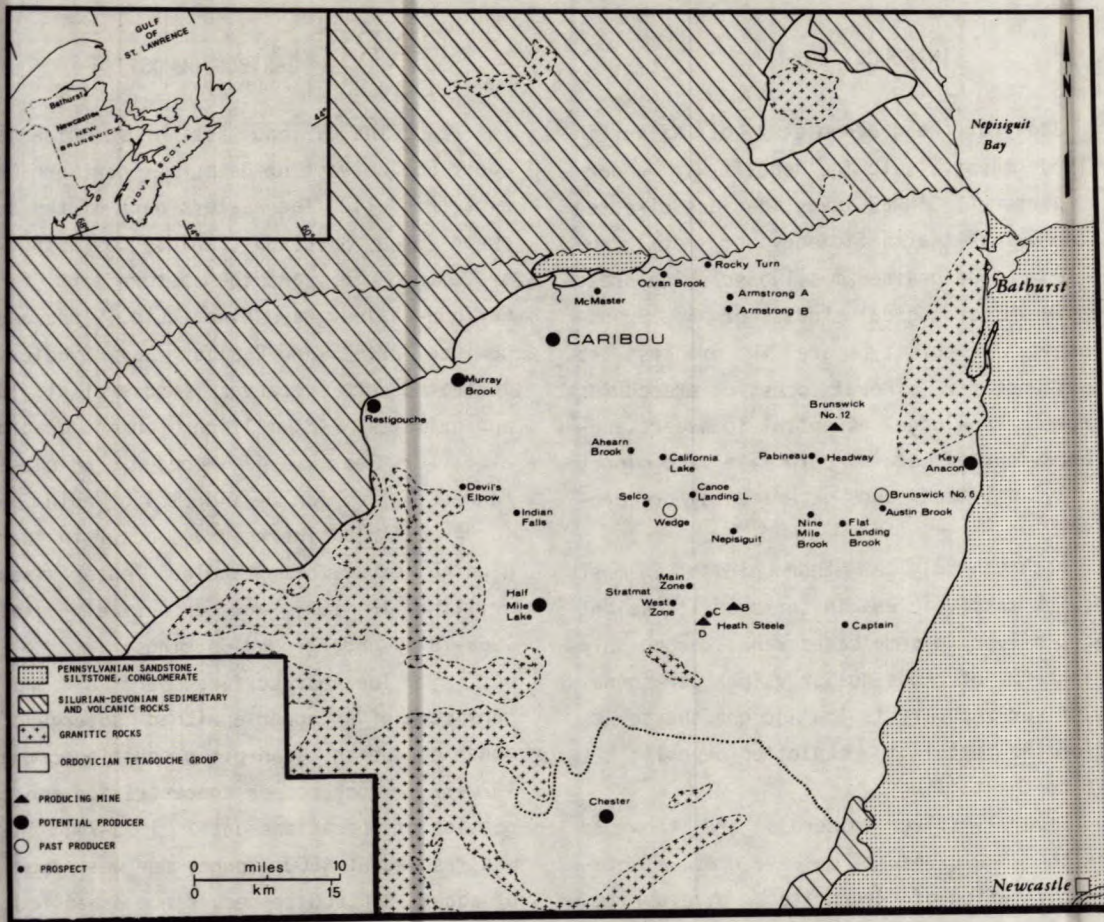 GULF
OF
ST. LAWRENCE
Bathurst
Newcastle
NEW
BRUNSWICK
NOVA SCOTIA
44°
68°
64°
60°
N
Nepisiguit
Bay
Bathurst
Rocky Turn
Orvan Brook
McMaster
Armstrong A
Armstrong B
CARIBOU
Murray
Brook
Restigouche
Brunswick
No. 12
Ahearn
Brook
California
Lake
Pabineau
Headway
Key
Anacon
Devil's
Elbow
Indian
Falls
Selco
Canoe
Landing L.
Wedge
Nepisiguit
Brunswick No. 6
Austin Brook
Nine
Mile
Brook
Flat
Landing
Brook
Half
Mile
Lake
Stratmat
Main
Zone
West
Zone
C
B
D
Heath Steele
Captain
Chester
Newcastle
PENNSYLVANIAN SANDSTONE,
SILTSTONE, CONGLOMERATE
SILURIAN-DEVONIAN SEDIMENTARY
AND VOLCANIC ROCKS
GRANITIC ROCKS
ORDOVICIAN TETAGOUCHE GROUP
PRODUCING MINE
POTENTIAL PRODUCER
PAST PRODUCER
PROSPECT
0 miles 10
0 km 15